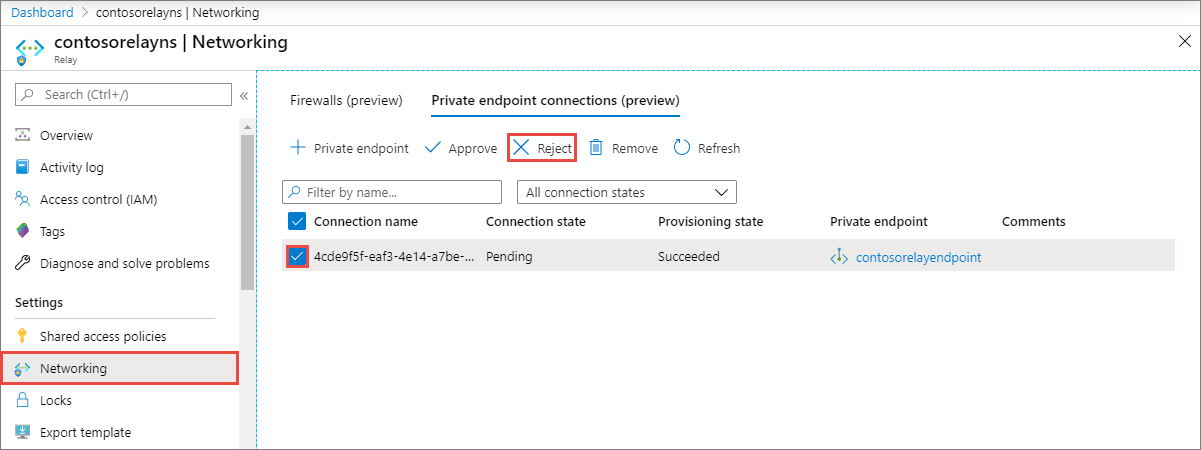 Dashboard > contosorelayns | Networking
contosorelayns | Networking
Relay
Search (Ctrl+/)
«
Overview
Activity log
Access control (IAM)
Tags
Diagnose and solve problems
Settings
Shared access policies
Networking
Locks
Export template
Firewalls (preview) Private endpoint connections (preview)
Private endpoint Approve Reject Remove Refresh
Filter by name... All connection states
Connection name Connection state Provisioning state Private endpoint Comments
4cde9f5f-eaf3-4e14-a7be-... Pending Succeeded contosorelayendpoint